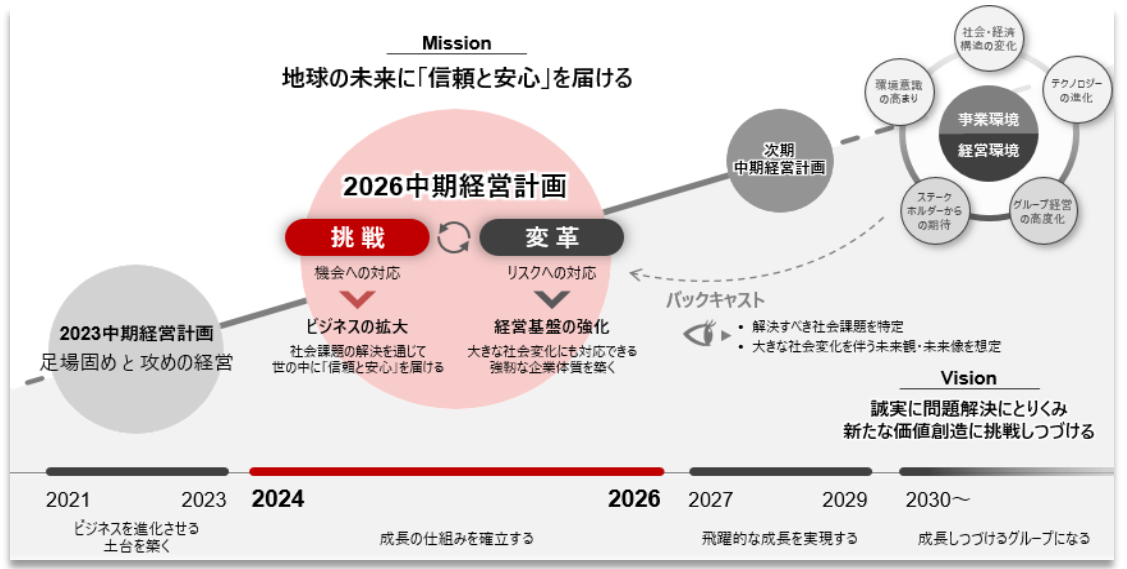 Mission
地球の未来に「信頼と安心」を届ける
社会・経済
構造の変化
環境意識
の高まり
テクノロジー
の進化
事業環境
経営環境
ステーク
ホルダーから
の期待
グループ経営
の高度化
次期
中期経営計画
2026中期経営計画
挑戦
変革
機会への対応
リスクへの対応
ビジネスの拡大
経営基盤の強化
社会課題の解決を通じて
世の中に「信頼と安心」を届ける
大きな社会変化にも対応できる
強靭な企業体質を築く
2023中期経営計画
足場固めと攻めの経営
バックキャスト
• 解決すべき社会課題を特定
• 大きな社会変化を伴う未来観・未来像を想定
Vision
誠実に問題解決にとりくみ
新たな価値創造に挑戦しつづける
2021 2023 2024 2026 2027 2029 2030～
ビジネスを進化させる
土台を築く
成長の仕組みを確立する
飛躍的な成長を実現する
成長しつづけるグループになる